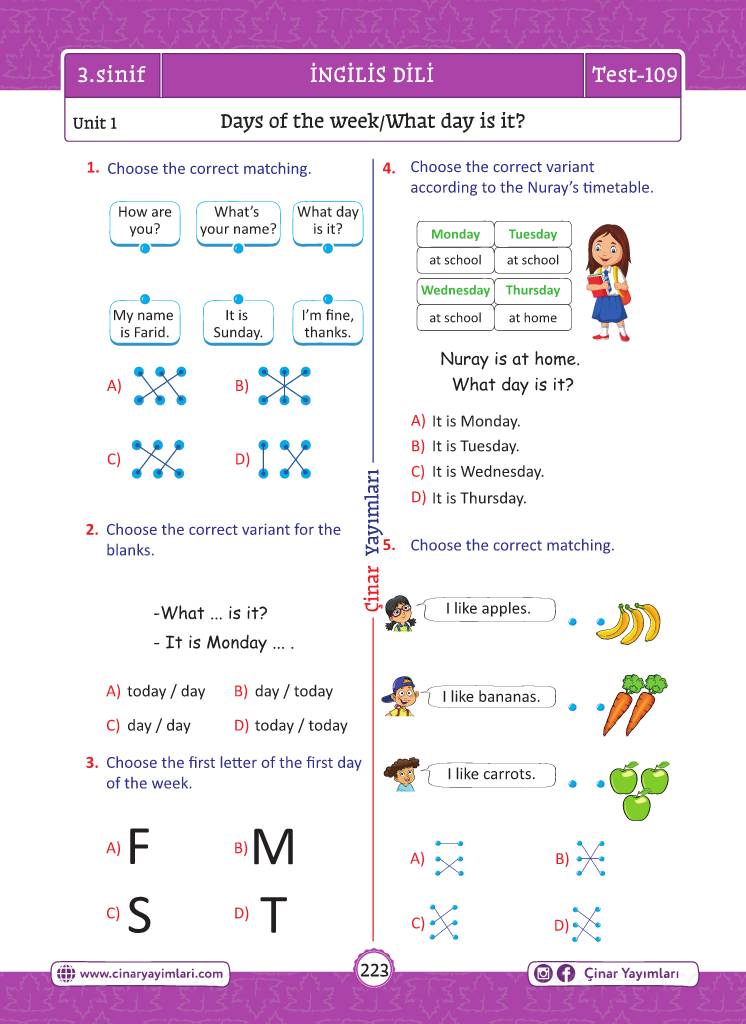 3.sinif
İNGİLİS DİLİ
Test-109
Unit 1
Days of the week/What day is it?
1. Choose the correct matching.
How are
you?
What's
your name?
What day
is it?
My name
is Farid.
It is
Sunday.
I'm fine,
thanks.
A)
B)
C)
D)
2. Choose the correct variant for the
blanks.
-What ... is it?
- It is Monday ... .
A) today / day
B) day / today
C) day / day
D) today / today
3. Choose the first letter of the first day
of the week.
A) F
B) M
C) S
D) T
Çinar Yayımları
4. Choose the correct variant
according to the Nuray's timetable.
Monday
Tuesday
at school
at school
Wednesday
Thursday
at school
at home
Nuray is at home.
What day is it?
A) It is Monday.
B) It is Tuesday.
C) It is Wednesday.
D) It is Thursday.
5. Choose the correct matching.
I like apples.
I like bananas.
I like carrots.
A)
B)
C)
D)
www.cinaryayimlari.com
223
Çinar Yayımları